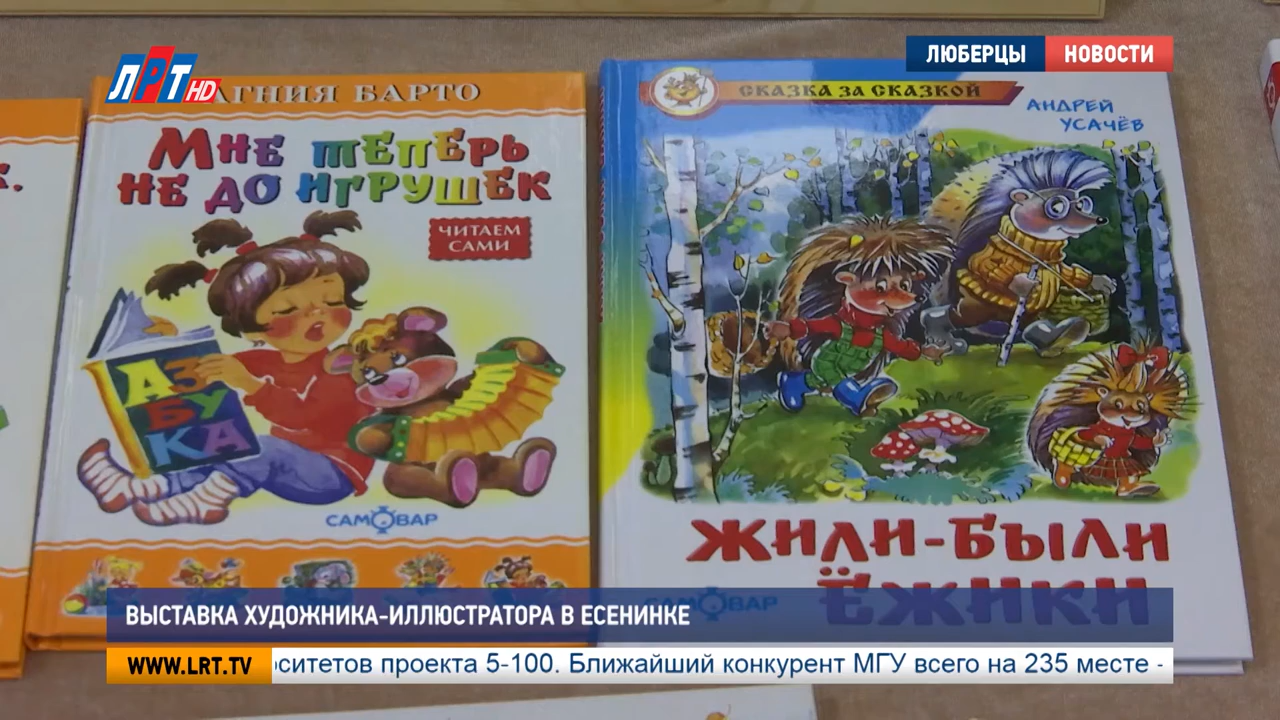 ЛРТ HD
ЛЮБЕРЦЫ НОВОСТИ
АГНИЯ БАРТО
Мне теперь
не до игрушек
ЧИТАЕМ
САМИ
АЗ
БУ
КА
САМОВАР
СКАЗКА ЗА СКАЗКОЙ
АНДРЕЙ
УСАЧЁВ
ЖИЛИ-БЫЛИ
ЁЖИКИ
САМОВАР
ВЫСТАВКА ХУДОЖНИКА-ИЛЛЮСТРАТОРА В ЕСЕНИНКЕ
WWW.LRT.TV
рситетов проекта 5-100. Ближайший конкурент МГУ всего на 235 месте -